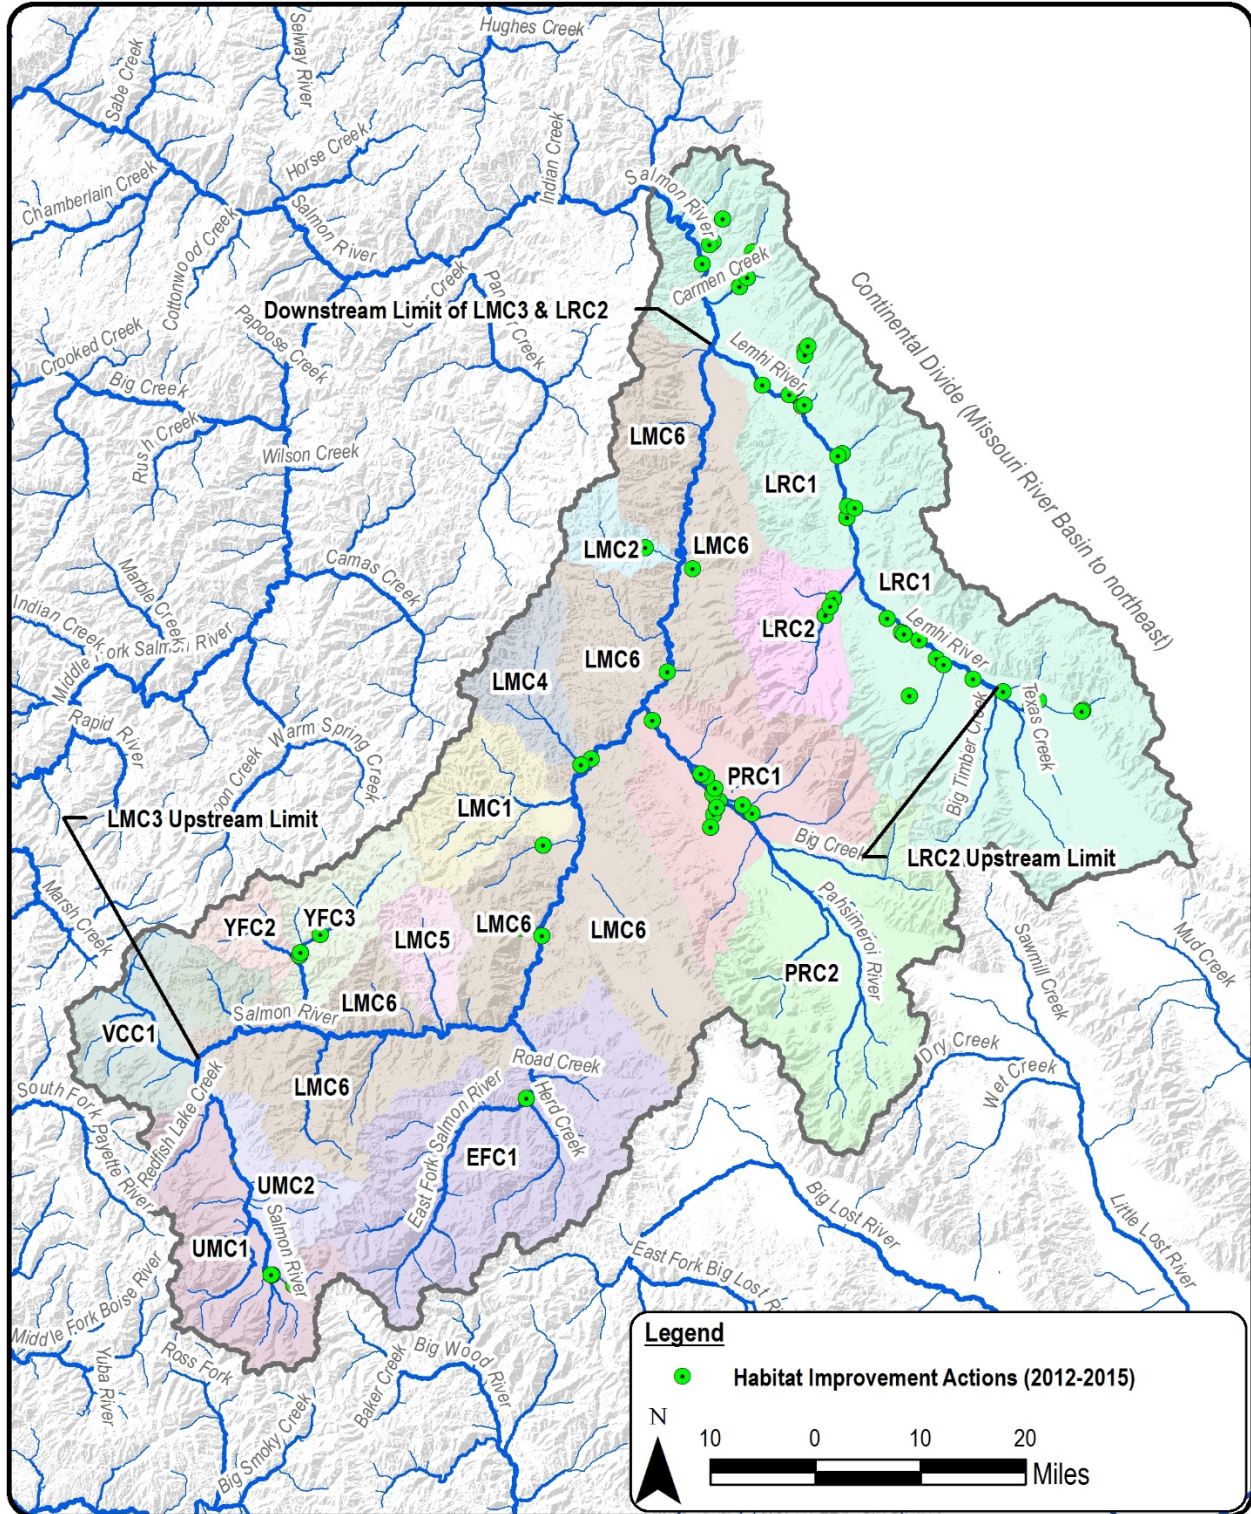 Hughes Creek
Selway River
Sabe Creek
Horse Creek
Indian Creek
Chamberlain Creek
Salmon River
Salmon River
Cottonwood Creek
Carmen Creek
Creek
Continental Divide (Missouri River Basin to northeast)
Downstream Limit of LMC3 & LRC2
Papoose Creek
Crooked Creek
Lemhi River
Big Creek
Rush Creek
LMC6
Wilson Creek
LRC1
LMC2
LMC6
Camas Creek
LRC1
Marble Creek
Indian Creek
LRC2
Lemhi River
Middle Fork Salmon River
LMC6
LMC4
Texas Creek
Rapid River
Warm Spring Creek
Big Timber Creek
PRC1
LMC1
LMC3 Upstream Limit
Creek
Big Creek
LRC2 Upstream Limit
Marsh Creek
Pahsimeroi River
YFC2
YFC3
LMC6
LMC6
LMC5
Sawmill Creek
Mud Creek
PRC2
LMC6
Salmon River
VCC1
Dry Creek
Road Creek
Wet Creek
LMC6
South Fork Payette River
Redfish Lake Creek
Herd Creek
East Fork Salmon River
EFC1
UMC2
Big Lost River
Little Lost River
Salmon River
UMC1
East Fork Big Lost
Middle Fork Boise River
Ross Fork
Yuba River
Big Wood River
Baker Creek
Big Smoky Creek
Legend
Habitat Improvement Actions (2012-2015)
N
10 0 10 20
Miles